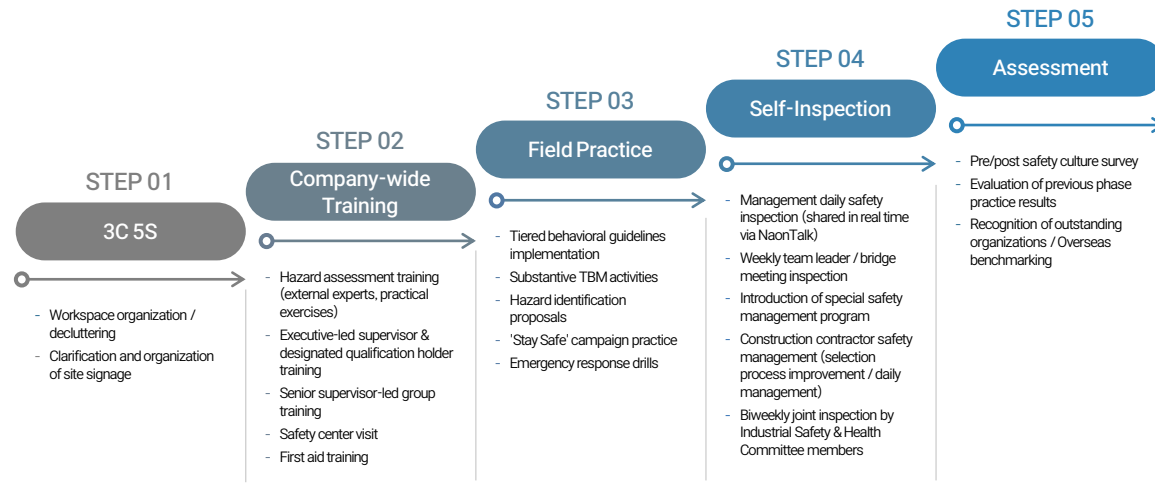 STEP 01
3C 5S
- Workspace organization /
decluttering
- Clarification and organization
of site signage
STEP 02
Company-wide
Training
- Hazard assessment training
(external experts, practical
exercises)
- Executive-led supervisor &
designated qualification holder
training
- Senior supervisor-led group
training
- Safety center visit
- First aid training
STEP 03
Field Practice
- Tiered behavioral guidelines
implementation
- Substantive TBM activities
- Hazard identification
proposals
- 'Stay Safe' campaign practice
- Emergency response drills
STEP 04
Self-Inspection
- Management daily safety
inspection (shared in real time
via NaonTalk)
- Weekly team leader / bridge
meeting inspection
- Introduction of special safety
management program
- Construction contractor safety
management (selection
process improvement / daily
management)
- Biweekly joint inspection by
Industrial Safety & Health
Committee members
STEP 05
Assessment
- Pre/post safety culture survey
- Evaluation of previous phase
practice results
- Recognition of outstanding
organizations / Overseas
benchmarking